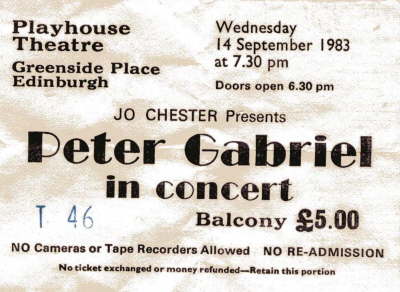 Playhouse
Theatre
Greenside Place
Edinburgh
Wednesday
14 September 1983
at 7.30 pm
Doors open 6.30 pm
JO CHESTER Presents
Peter Gabriel
in concert
T 46
Balcony £5.00
NO Cameras or Tape Recorders Allowed NO RE-ADMISSION
No ticket exchanged or money refunded—Retain this portion